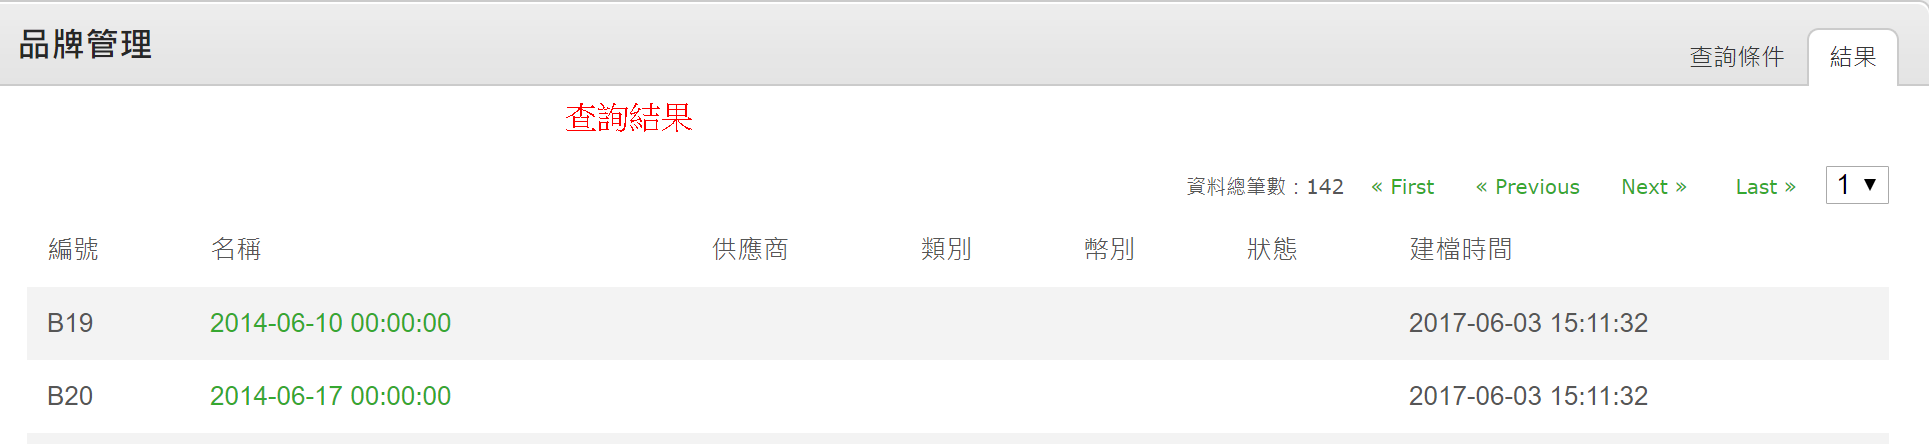 品牌管理
查詢條件 結果
查詢結果
資料總筆數：142 « First « Previous Next » Last » 1 ▼
編號 名稱 供應商 類別 幣別 狀態 建檔時間
B19 2014-06-10 00:00:00 2017-06-03 15:11:32
B20 2014-06-17 00:00:00 2017-06-03 15:11:32